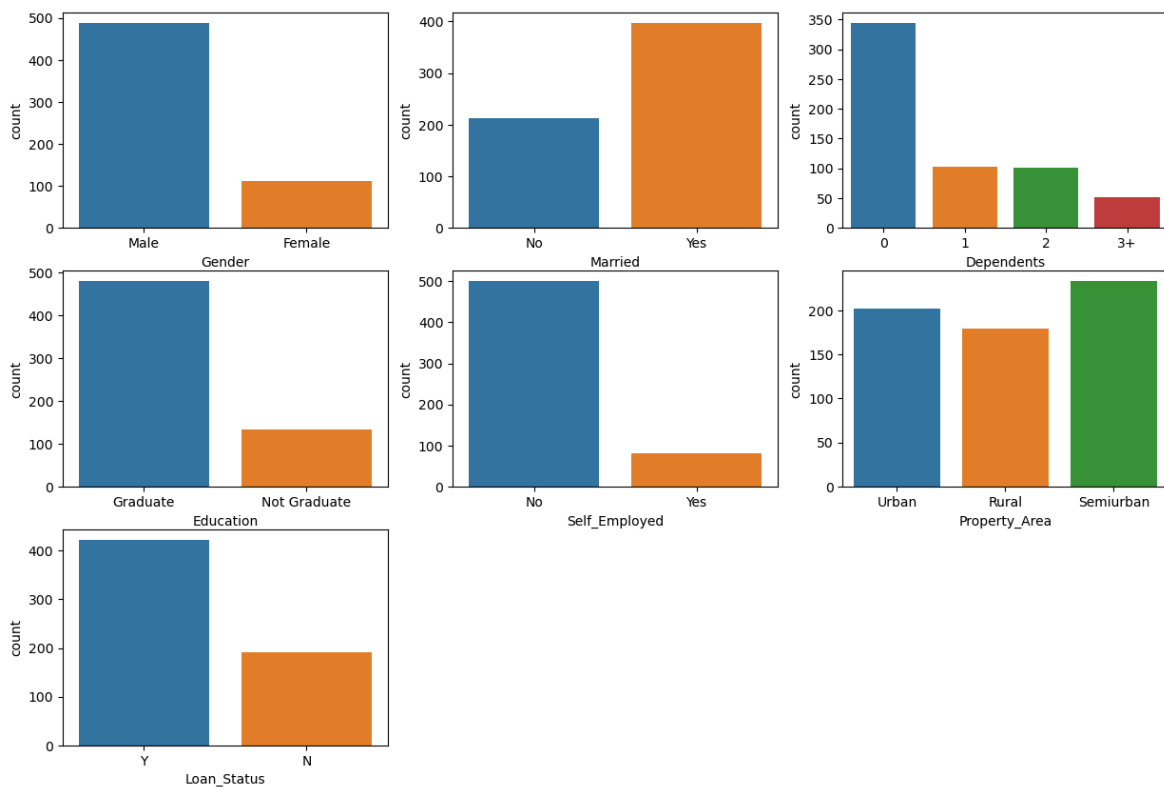 500
400
300
200
100
0
count
Male Female
Gender
400
300
200
100
0
count
No Yes
Married
350
300
250
200
150
100
50
0
count
0 1 2 3+
Dependents
500
400
300
200
100
0
count
Graduate Not Graduate
Education
500
400
300
200
100
0
count
No Yes
Self_Employed
200
150
100
50
0
count
Urban Rural Semiurban
Property_Area
400
300
200
100
0
count
Y N
Loan_Status